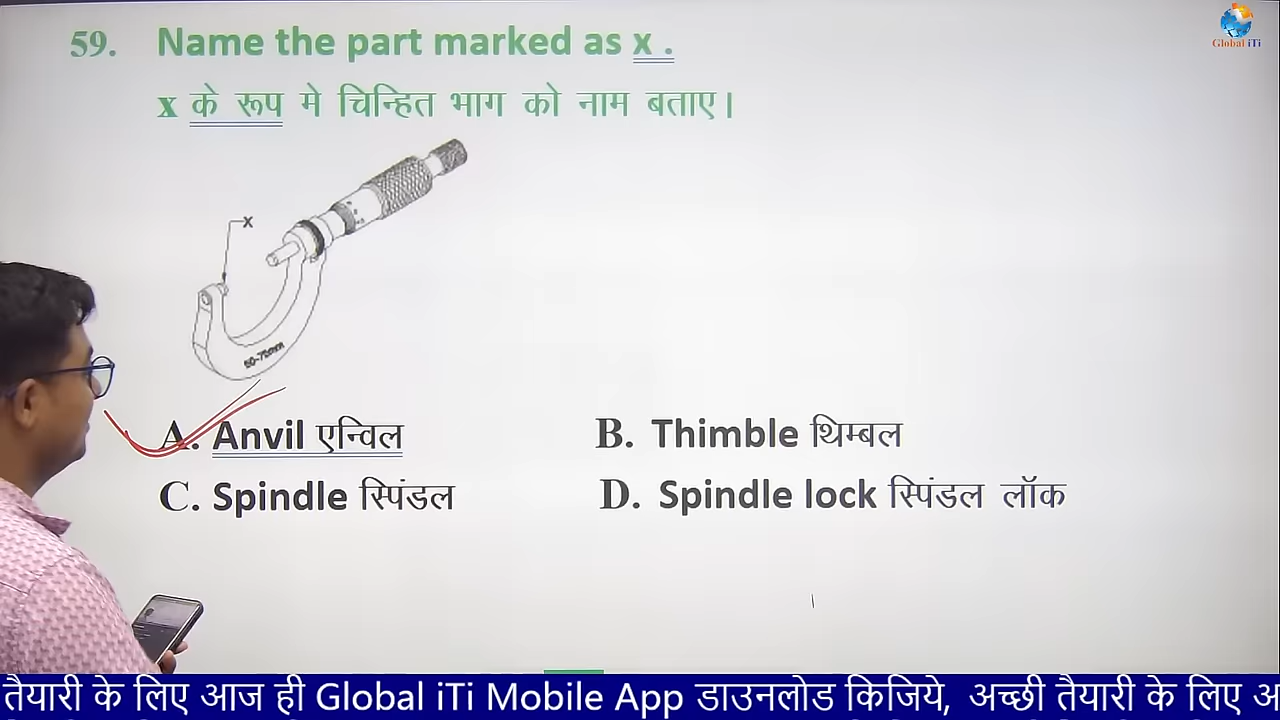 59. Name the part marked as x .
Global iTi
x के रूप मे चिन्हित भाग को नाम बताए।
X
50-75mm
A. Anvil एन्विल
B. Thimble थिम्बल
C. Spindle स्पिंडल
D. Spindle lock स्पिंडल लॉक
तैयारी के लिए आज ही Global iTi Mobile App डाउनलोड किजिये, अच्छी तैयारी के लिए अ